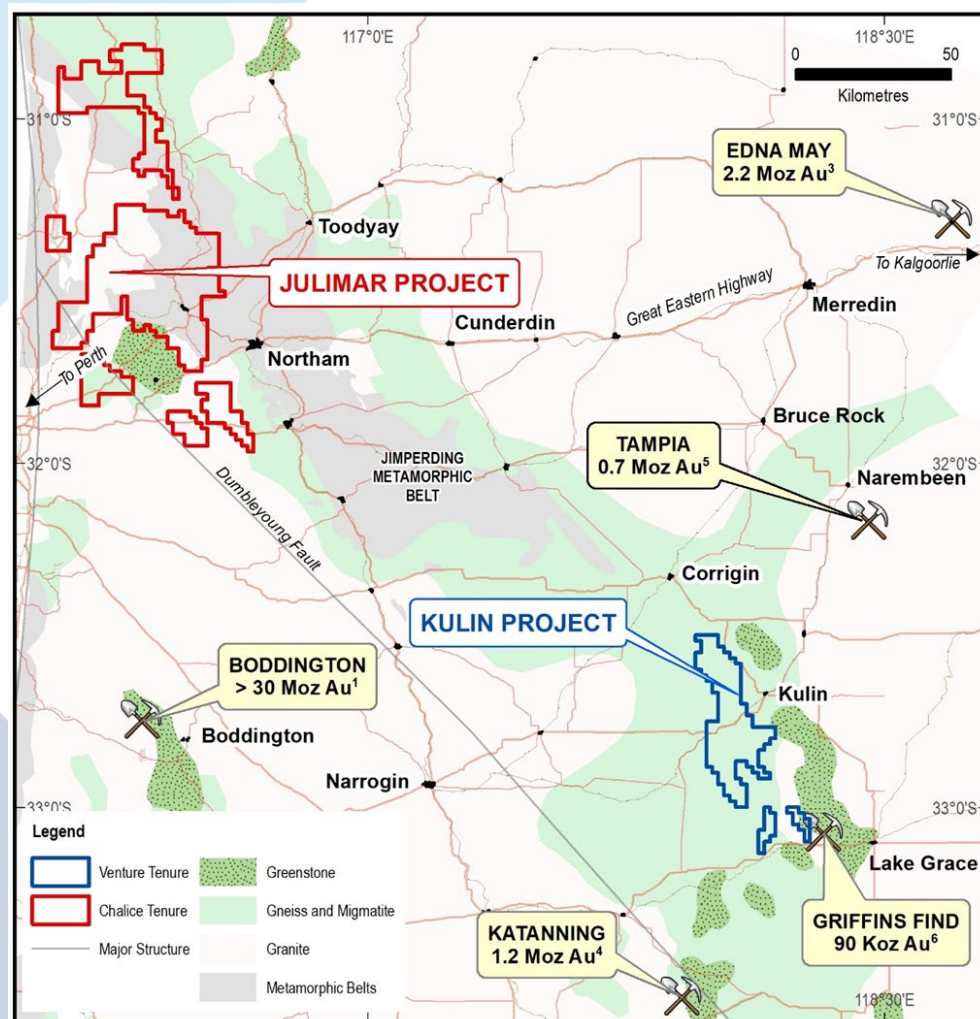 117°0'E
118°30'E
0
50
Kilometres
31°0'S
31°0'S
EDNA MAY
2.2 Moz Au³
Toodyay
To Kalgoorlie
JULIMAR PROJECT
Great Eastern Highway
Merredin
Cunderdin
Northam
To Perth
Bruce Rock
TAMPIA
0.7 Moz Au⁵
JIMPERDING
METAMORPHIC
BELT
32°0'S
32°0'S
Narembeen
Dumbleyoung Fault
Corrigin
KULIN PROJECT
BODDINGTON
> 30 Moz Au¹
Kulin
Boddington
Narrogin
33°0'S
33°0'S
Legend
Venture Tenure
Greenstone
Chalice Tenure
Gneiss and Migmatite
Major Structure
Granite
Metamorphic Belts
Lake Grace
KATANNING
1.2 Moz Au⁴
GRIFFINS FIND
90 Koz Au⁶
118°30'E